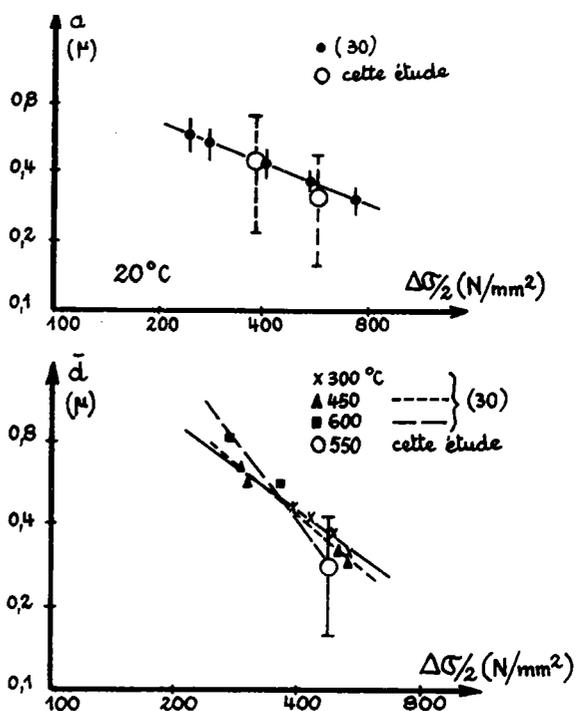 a
(μ)
• (30)
○ cette étude
0,8
0,4
0,2
0,1
20°C
Δσ/2 (N/mm²)
100 200 400 800
d̄
(μ)
x 300 °C
▲ 450
■ 600
(30)
○ 550 cette étude
0,8
0,4
0,2
0,1
Δσ/2 (N/mm²)
100 200 400 800